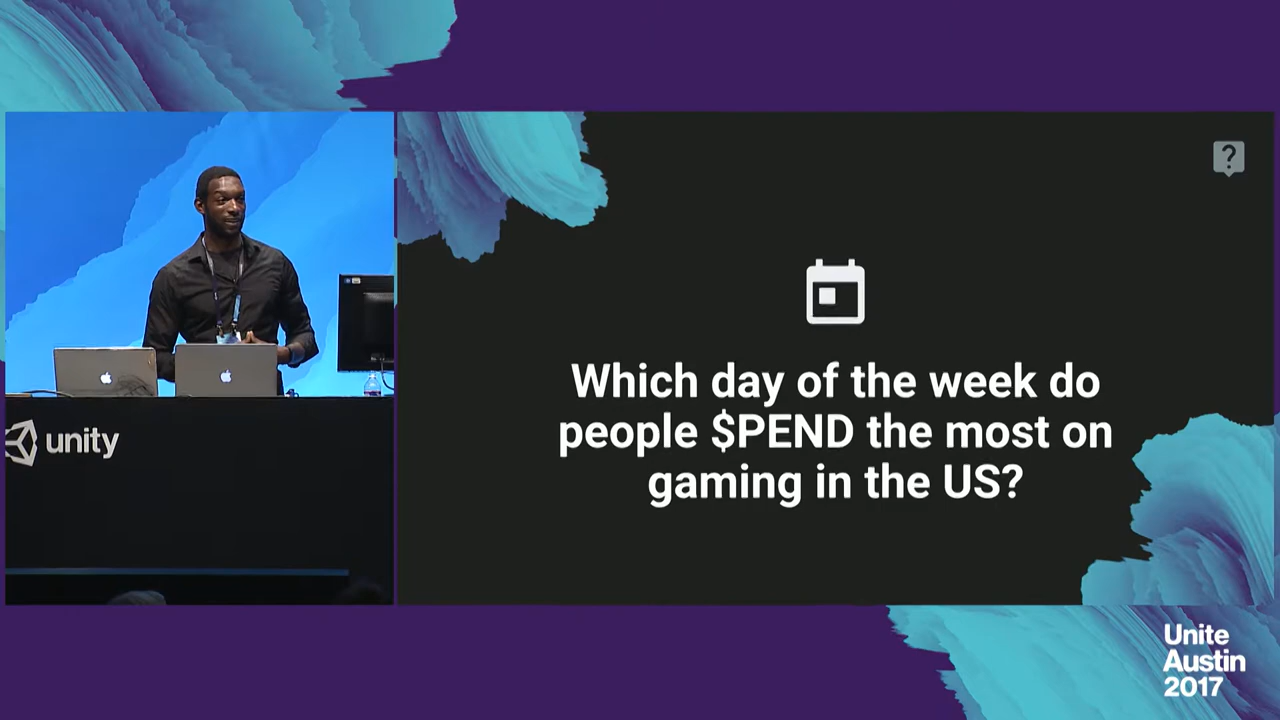 unity
?
Which day of the week do
people $PEND the most on
gaming in the US?
Unite
Austin
2017